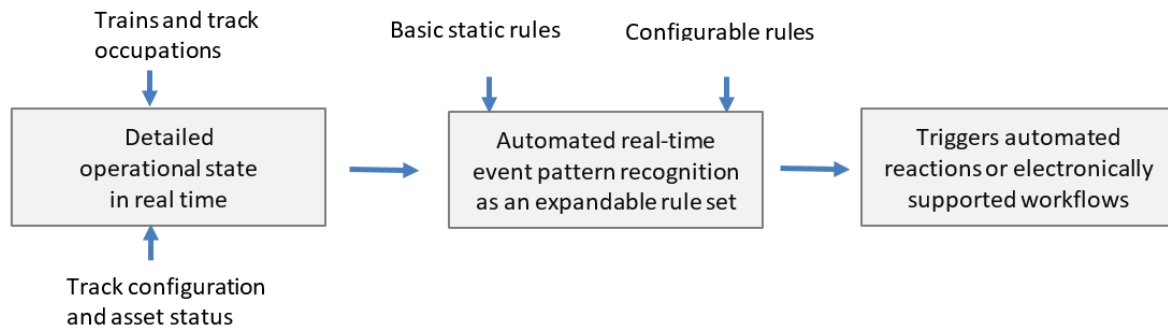 Trains and track
occupations
Basic static rules
Configurable rules
Detailed
operational state
in real time
Automated real-time
event pattern recognition
as an expandable rule set
Triggers automated
reactions or electronically
supported workflows
Track configuration
and asset status